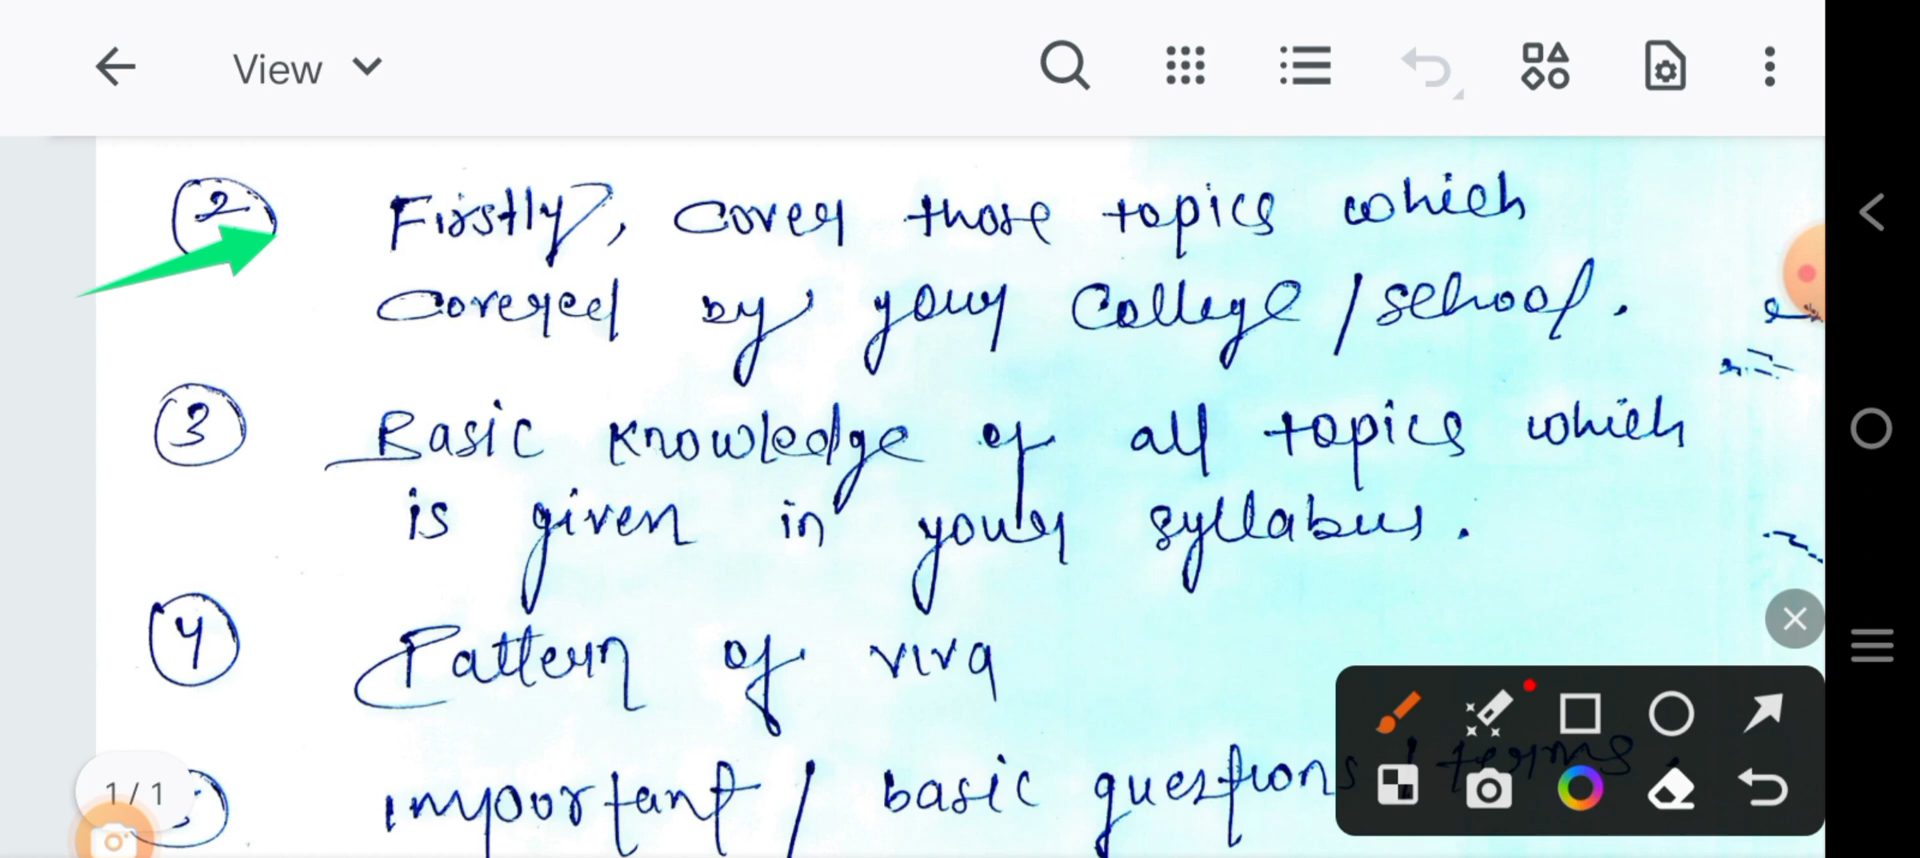 View
② Firstly, cover those topics which
covered by your College / school.
③ Basic knowledge of all topics which
is given in your syllabus.
④ Pattern of viva
important / basic questions / terms
1 / 1